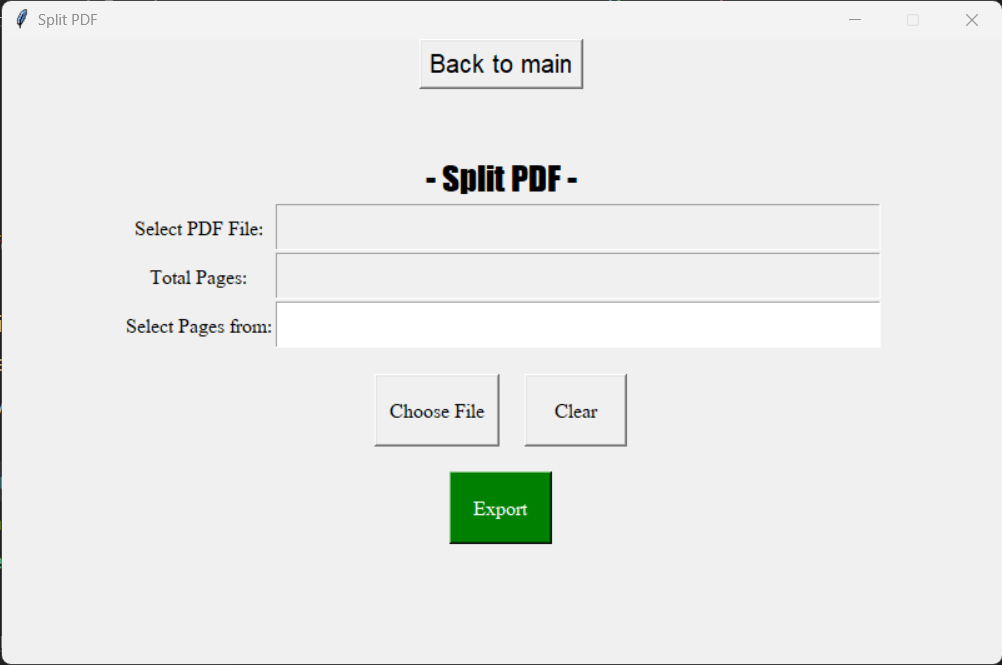 Split PDF
Back to main
- Split PDF -
Select PDF File:
Total Pages:
Select Pages from:
Choose File
Clear
Export